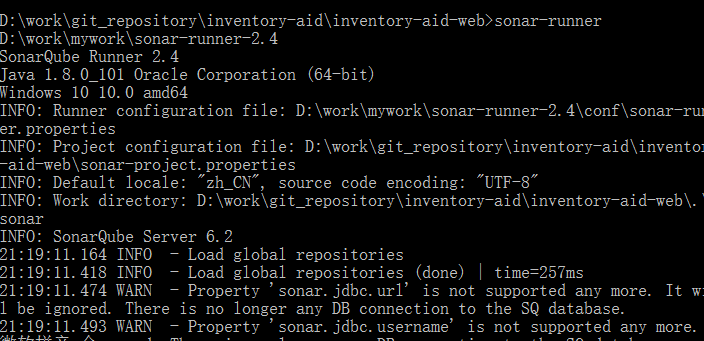 D:\work\git_repository\inventory-aid\inventory-aid-web>sonar-runner
D:\work\mywork\sonar-runner-2.4
SonarQube Runner 2.4
Java 1.8.0_101 Oracle Corporation (64-bit)
Windows 10 10.0 amd64
INFO: Runner configuration file: D:\work\mywork\sonar-runner-2.4\conf\sonar-run
er.properties
INFO: Project configuration file: D:\work\git_repository\inventory-aid\inventor
-aid-web\sonar-project.properties
INFO: Default locale: "zh_CN", source code encoding: "UTF-8"
INFO: Work directory: D:\work\git_repository\inventory-aid\inventory-aid-web\.\
sonar
INFO: SonarQube Server 6.2
21:19:11.164 INFO  - Load global repositories
21:19:11.418 INFO  - Load global repositories (done) | time=257ms
21:19:11.474 WARN  - Property 'sonar.jdbc.url' is not supported any more. It wi
l be ignored. There is no longer any DB connection to the SQ database.
21:19:11.493 WARN  - Property 'sonar.jdbc.username' is not supported any more.